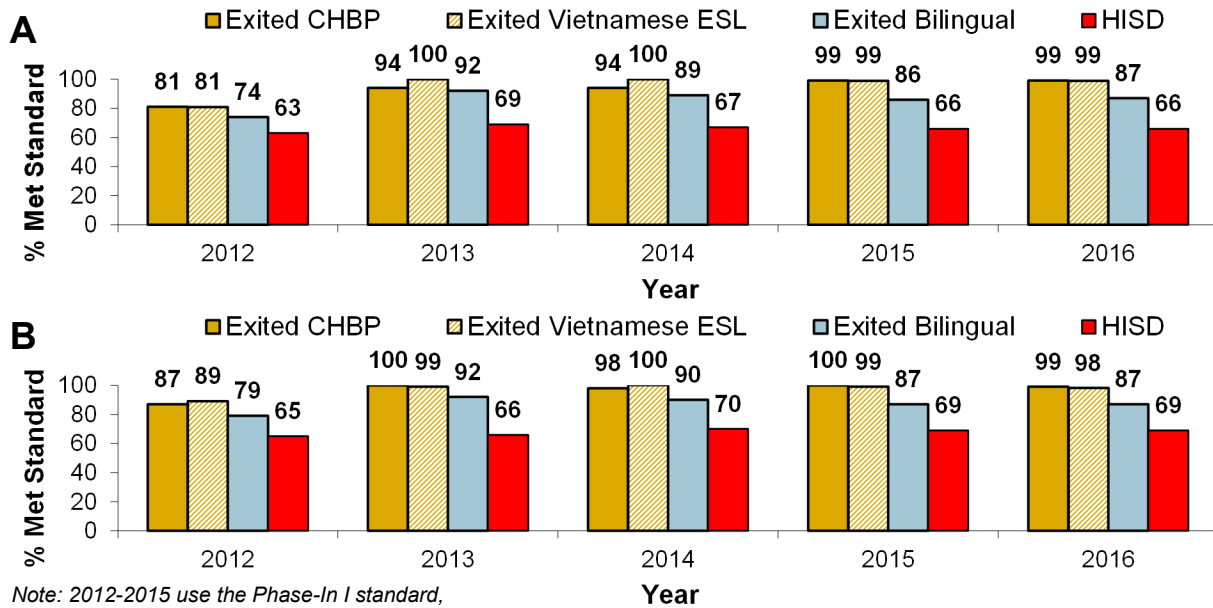 A
Exited CHBP Exited Vietnamese ESL Exited Bilingual HISD
% Met Standard
100
80
60
40
20
0
81 81 74 63
94 100 92 69
94 100 89 67
99 99 86 66
99 99 87 66
2012 2013 2014 2015 2016
Year
B
Exited CHBP Exited Vietnamese ESL Exited Bilingual HISD
% Met Standard
100
80
60
40
20
0
87 89 79 65
100 99 92 66
98 100 90 70
100 99 87 69
99 98 87 69
2012 2013 2014 2015 2016
Year
Note: 2012-2015 use the Phase-In I standard,